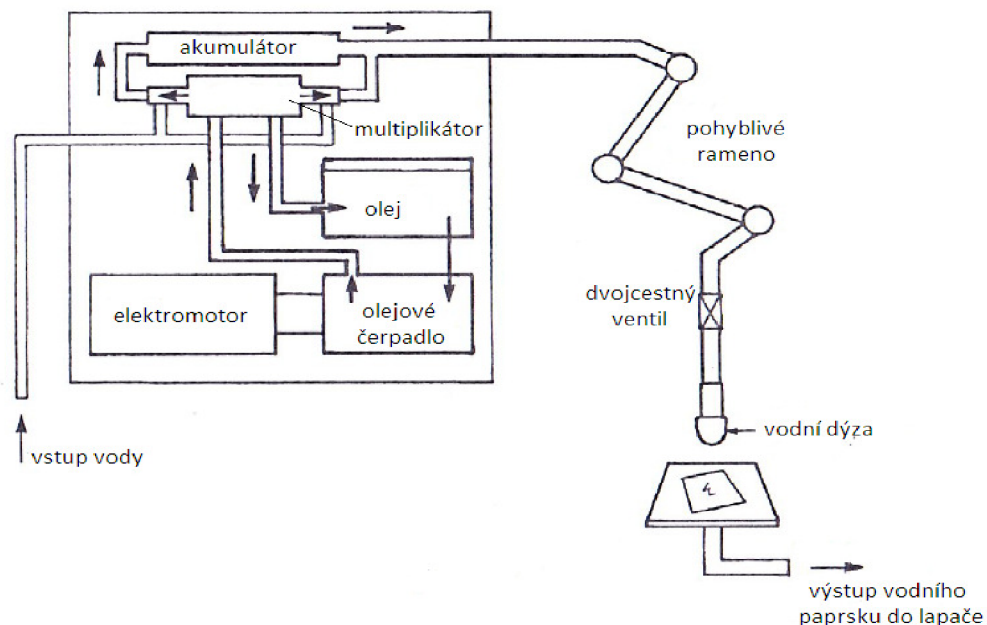 akumulátor
multiplikátor
pohyblivé
rameno
olej
elektromotor
olejové
čerpadlo
dvojcestný
ventil
vodní dýza
vstup vody
výstup vodního
paprsku do lapače